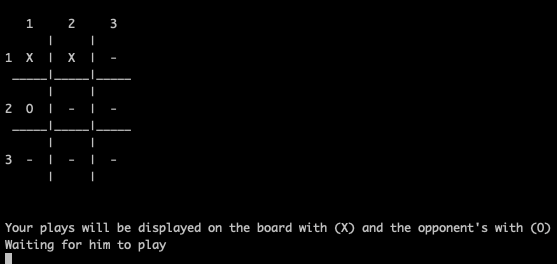 1 2 3
| |
1 X | X | -
_____|_____|_____
| |
2 O | - | -
_____|_____|_____
| |
3 - | - | -
| |
Your plays will be displayed on the board with (X) and the opponent's with (O)
Waiting for him to play